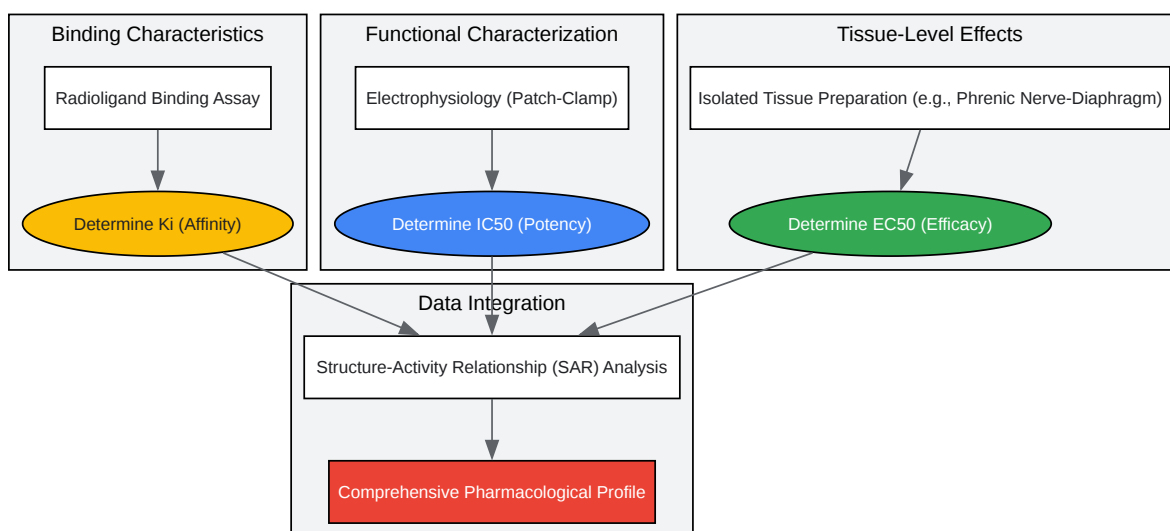 Binding Characteristics
Radioligand Binding Assay
Determine Ki (Affinity)
Functional Characterization
Electrophysiology (Patch-Clamp)
Determine IC50 (Potency)
Tissue-Level Effects
Isolated Tissue Preparation (e.g., Phrenic Nerve-Diaphragm)
Determine EC50 (Efficacy)
Data Integration
Structure-Activity Relationship (SAR) Analysis
Comprehensive Pharmacological Profile